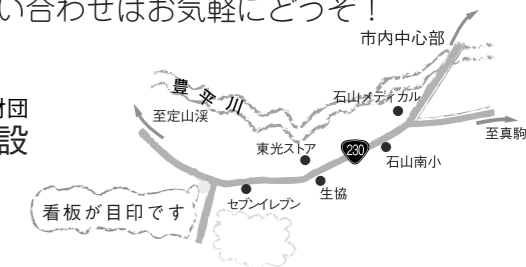 い合わせはお気軽にどうぞ！
市内中心部
豊平川
石山メディカル
至定山渓
財団
設
東光ストア
230
至真駒
石山南小
生協
セブンイレブン
看板が目印です